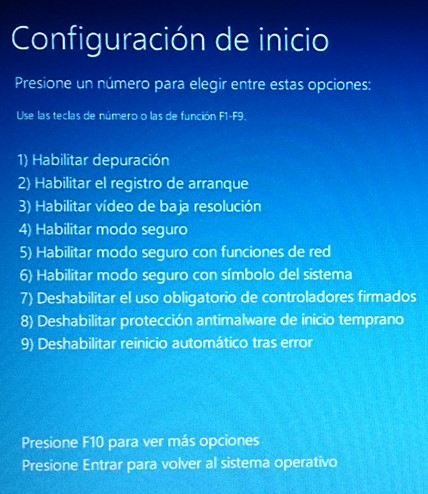 Configuración de inicio
Presione un número para elegir entre estas opciones:
Use las teclas de número o las de función F1-F9.
1) Habilitar depuración
2) Habilitar el registro de arranque
3) Habilitar vídeo de baja resolución
4) Habilitar modo seguro
5) Habilitar modo seguro con funciones de red
6) Habilitar modo seguro con símbolo del sistema
7) Deshabilitar el uso obligatorio de controladores firmados
8) Deshabilitar protección antimalware de inicio temprano
9) Deshabilitar reinicio automático tras error
Presione F10 para ver más opciones
Presione Entrar para volver al sistema operativo